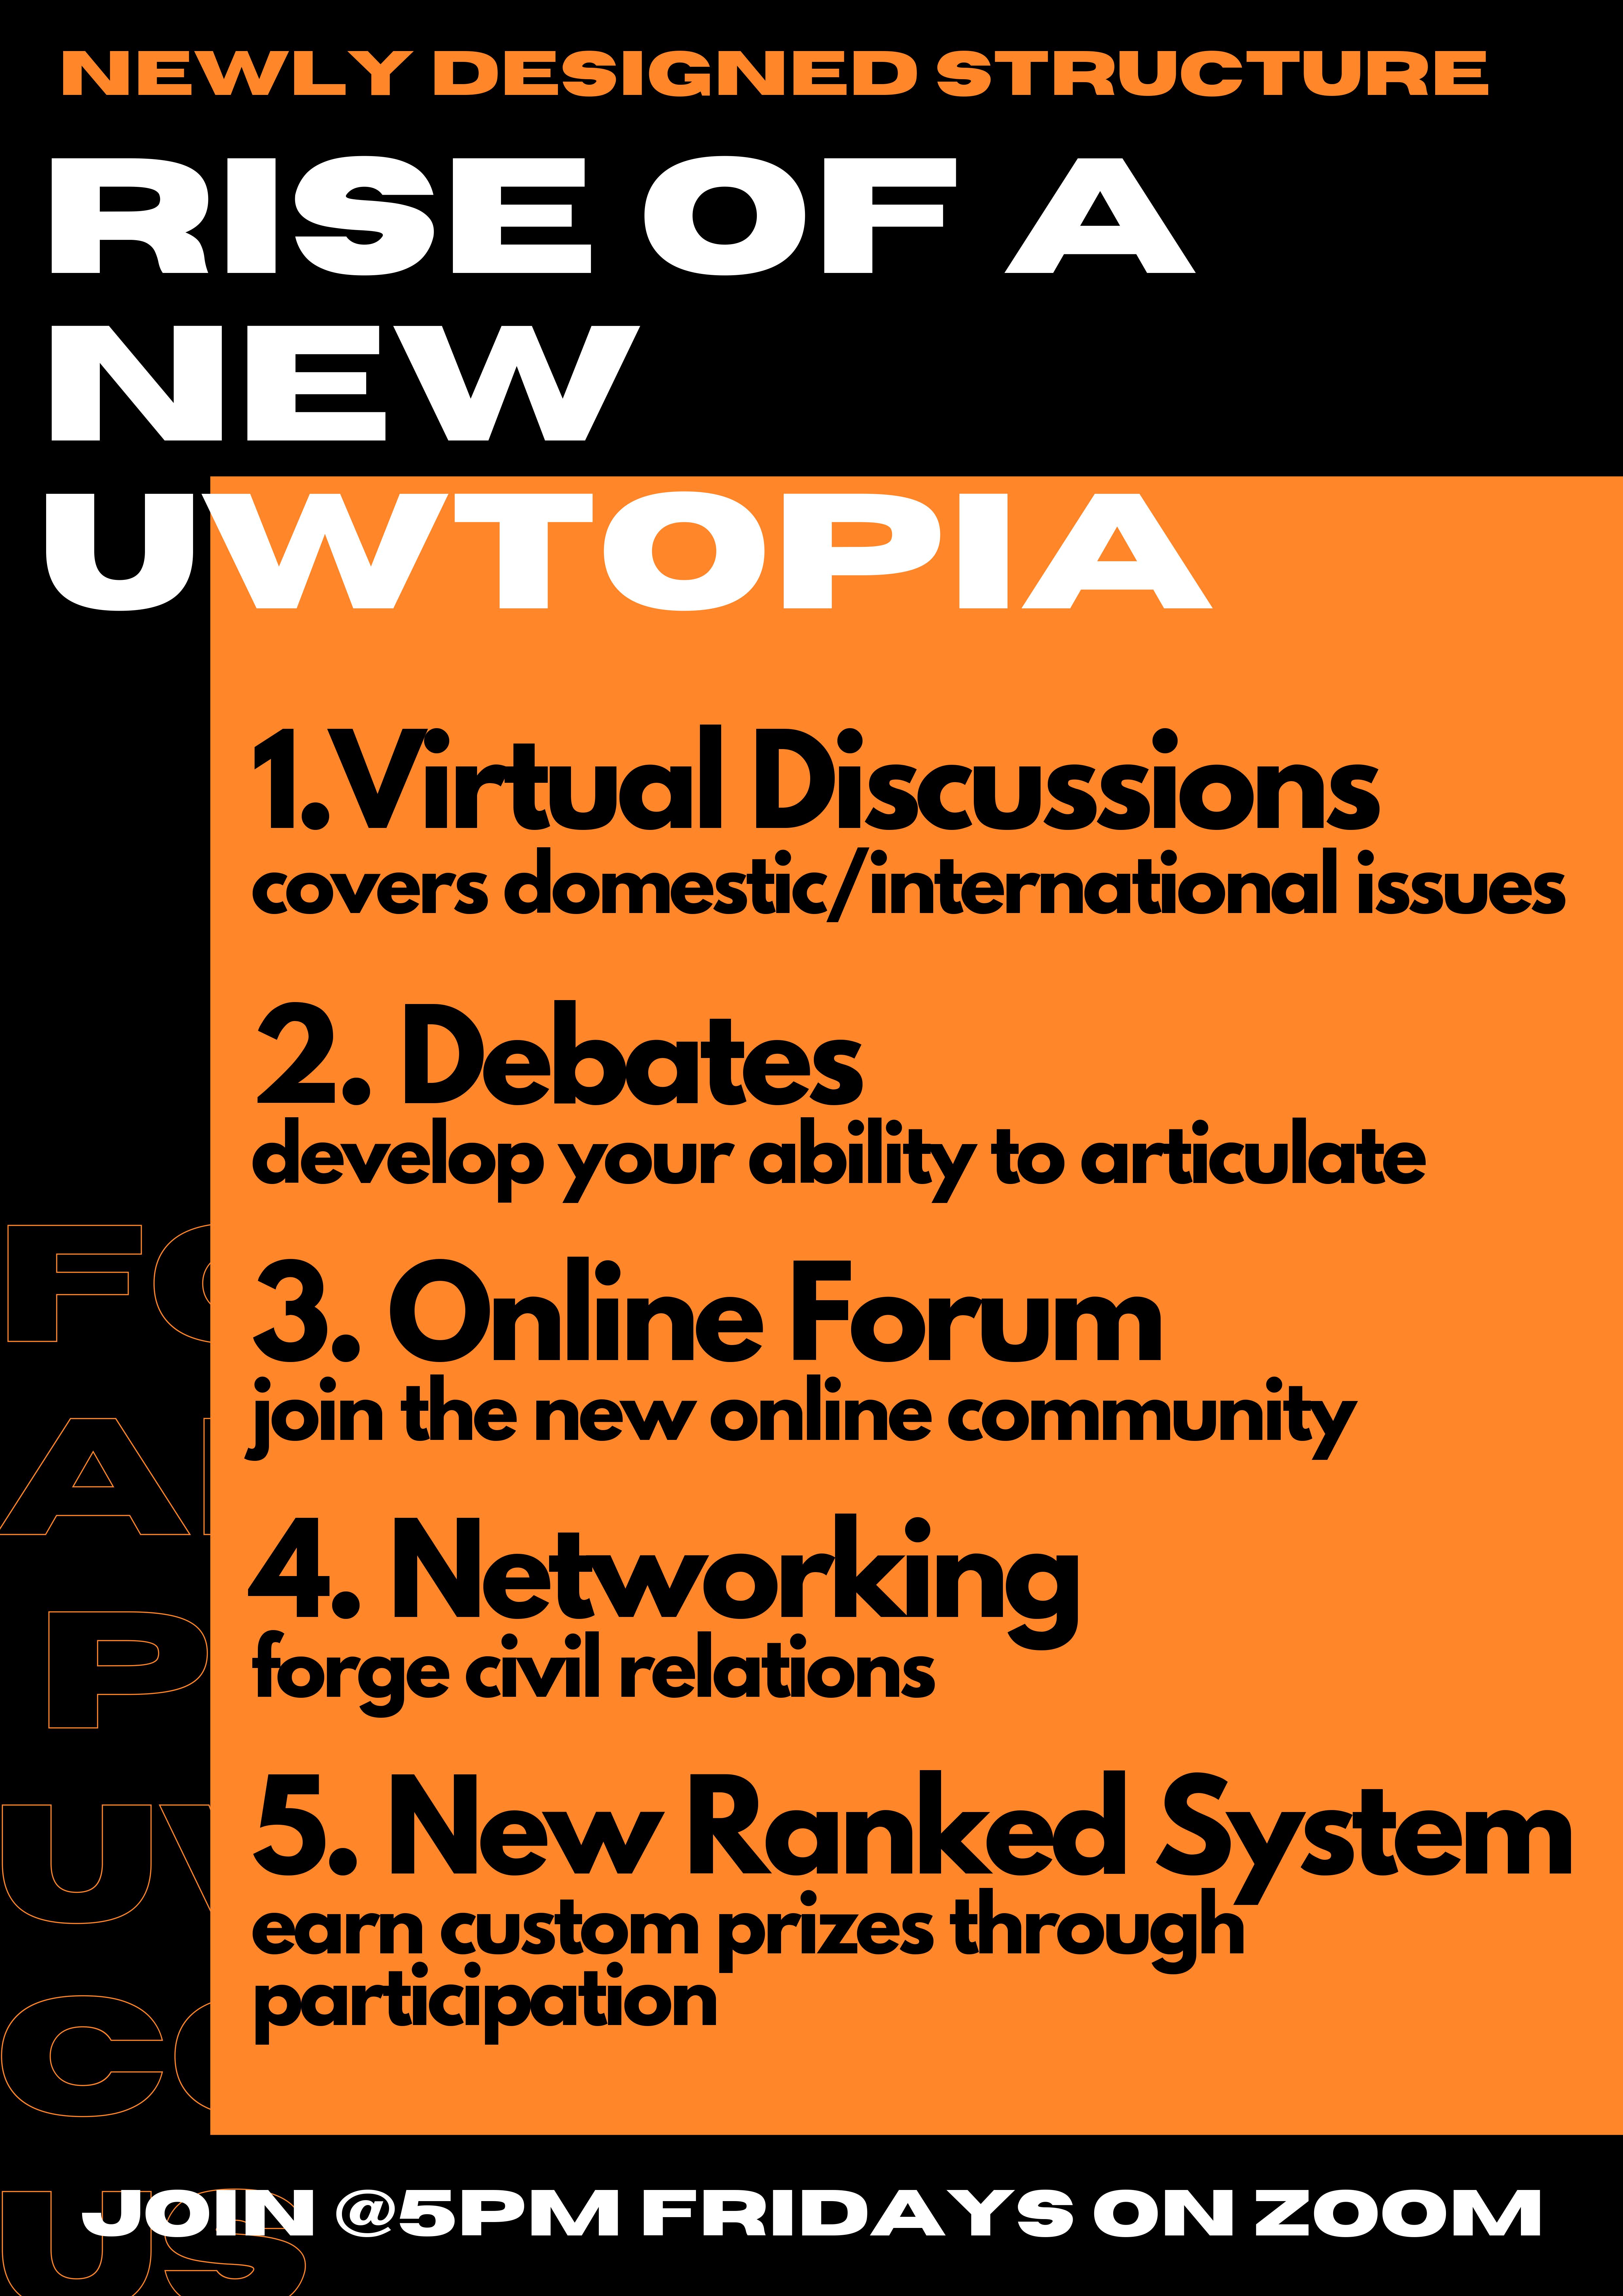 NEWLY DESIGNED STRUCTURE
RISE OF A
NEW
UWTOPIA
1.Virtual Discussions
covers domestic/international issues
2. Debates
develop your ability to articulate
3. Online Forum
join the new online community
4. Networking
forge civil relations
5. New Ranked System
earn custom prizes through
participation
JOIN @5PM FRIDAYS ON ZOOM
US